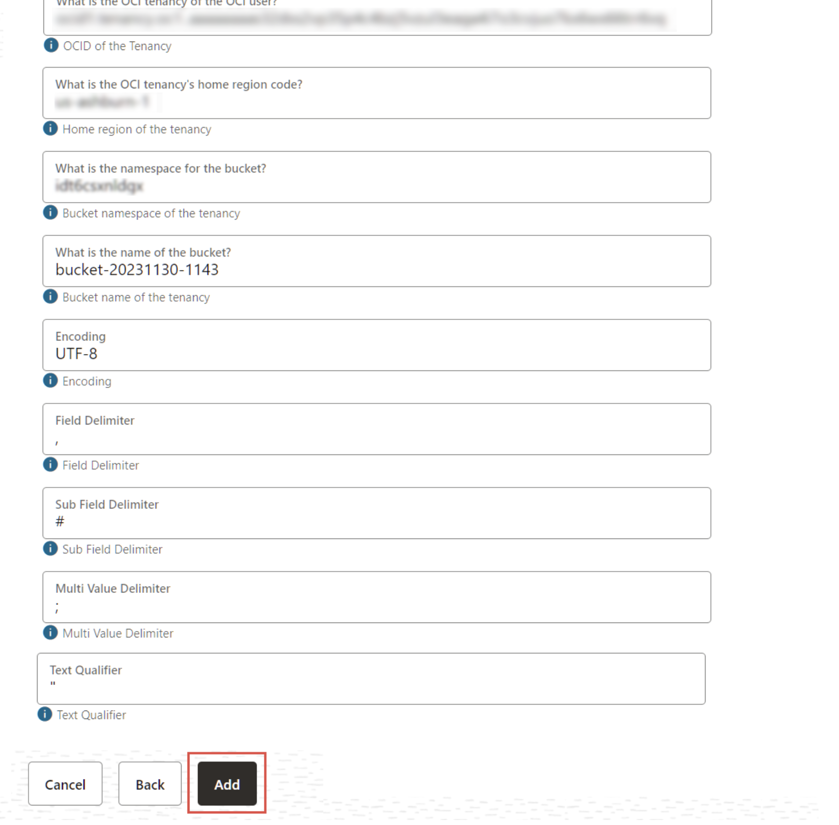 What is the OCI tenancy of the OCI user?
OCID of the Tenancy
What is the OCI tenancy's home region code?
us-ashburn-1
Home region of the tenancy
What is the namespace for the bucket?
Bucket namespace of the tenancy
What is the name of the bucket?
bucket-20231130-1143
Bucket name of the tenancy
Encoding
UTF-8
Encoding
Field Delimiter
,
Field Delimiter
Sub Field Delimiter
#
Sub Field Delimiter
Multi Value Delimiter
;
Multi Value Delimiter
Text Qualifier
"
Text Qualifier
Cancel Back Add